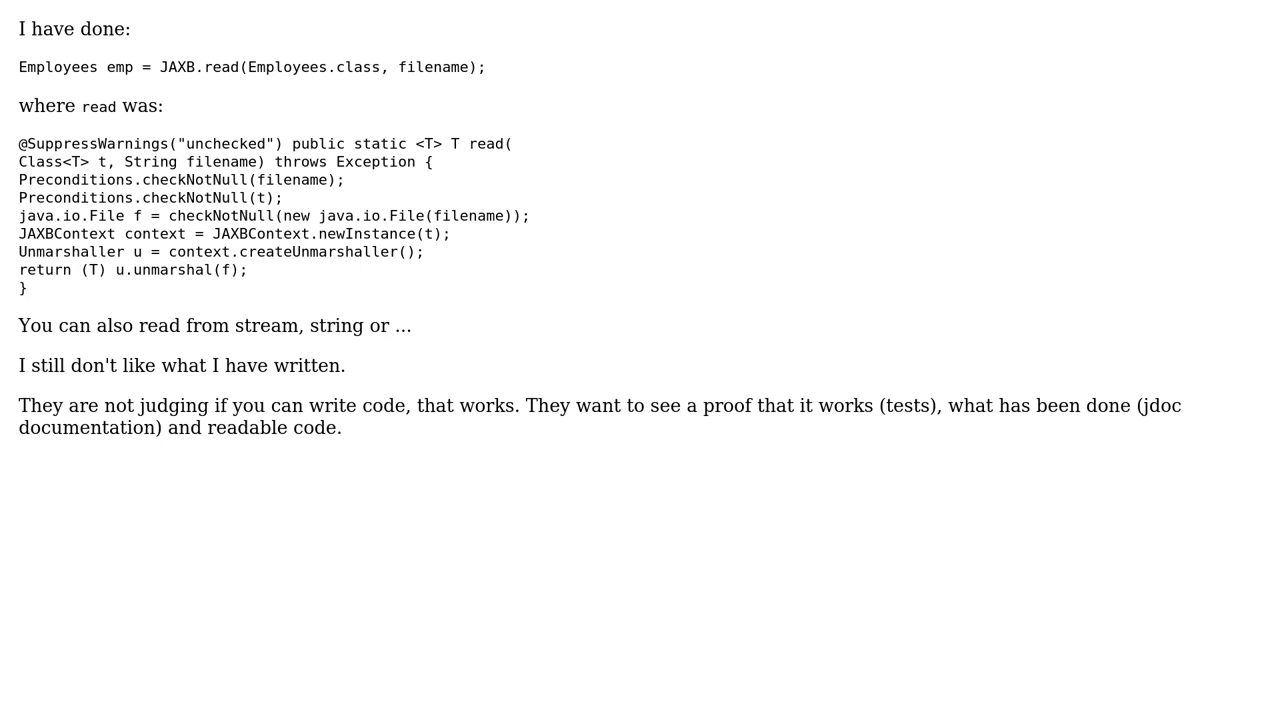 I have done:
Employees emp = JAXB.read(Employees.class, filename);
where read was:
@SuppressWarnings("unchecked") public static <T> T read(
Class<T> t, String filename) throws Exception {
Preconditions.checkNotNull(filename);
Preconditions.checkNotNull(t);
java.io.File f = checkNotNull(new java.io.File(filename));
JAXBContext context = JAXBContext.newInstance(t);
Unmarshaller u = context.createUnmarshaller();
return (T) u.unmarshal(f);
}
You can also read from stream, string or ...
I still don't like what I have written.
They are not judging if you can write code, that works. They want to see a proof that it works (tests), what has been done (jdoc
documentation) and readable code.